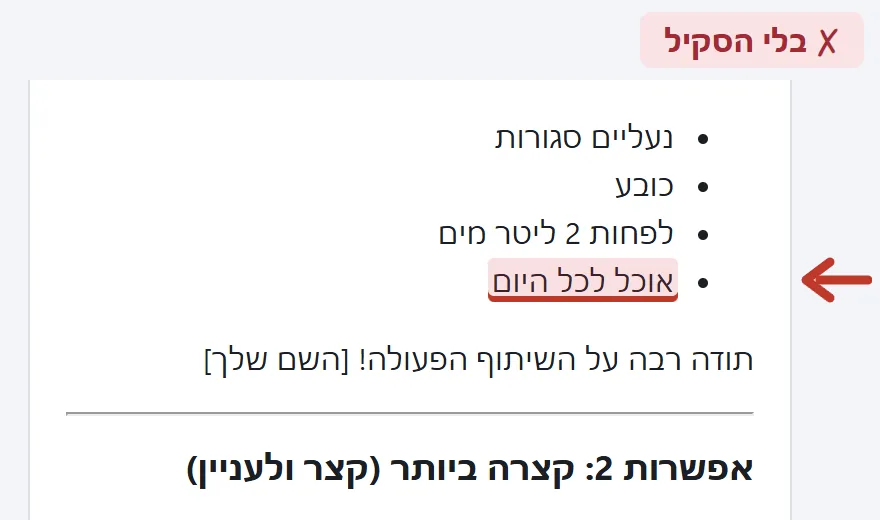 ✗ בלי הסקיל
• נעליים סגורות
• כובע
• לפחות 2 ליטר מים
• אוכל לכל היום
תודה רבה על השיתוף הפעולה! [השם שלך]
אפשרות 2: קצרה ביותר (קצר ולעניין)